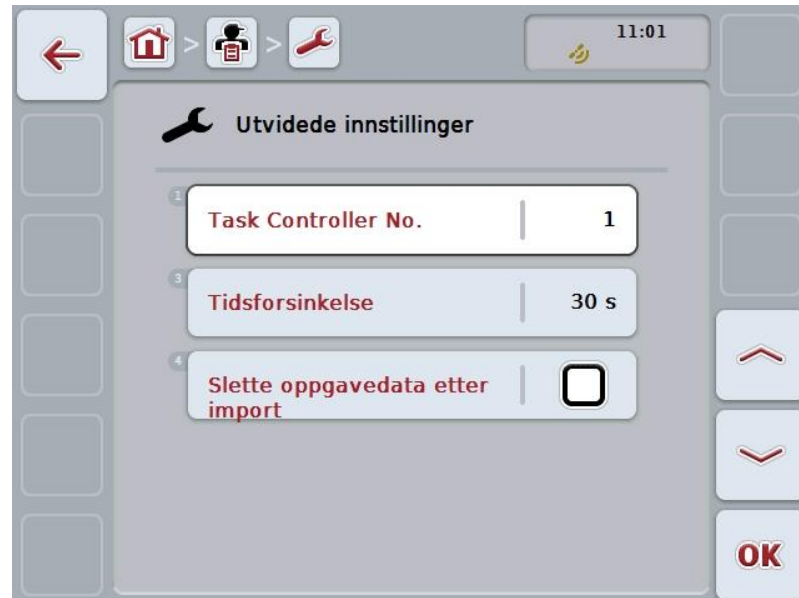 > >
11:01
Utvidede innstillinger
1
Task Controller No. 1
3
Tidsforsinkelse 30 s
4
Slette oppgavedata etter
import
OK